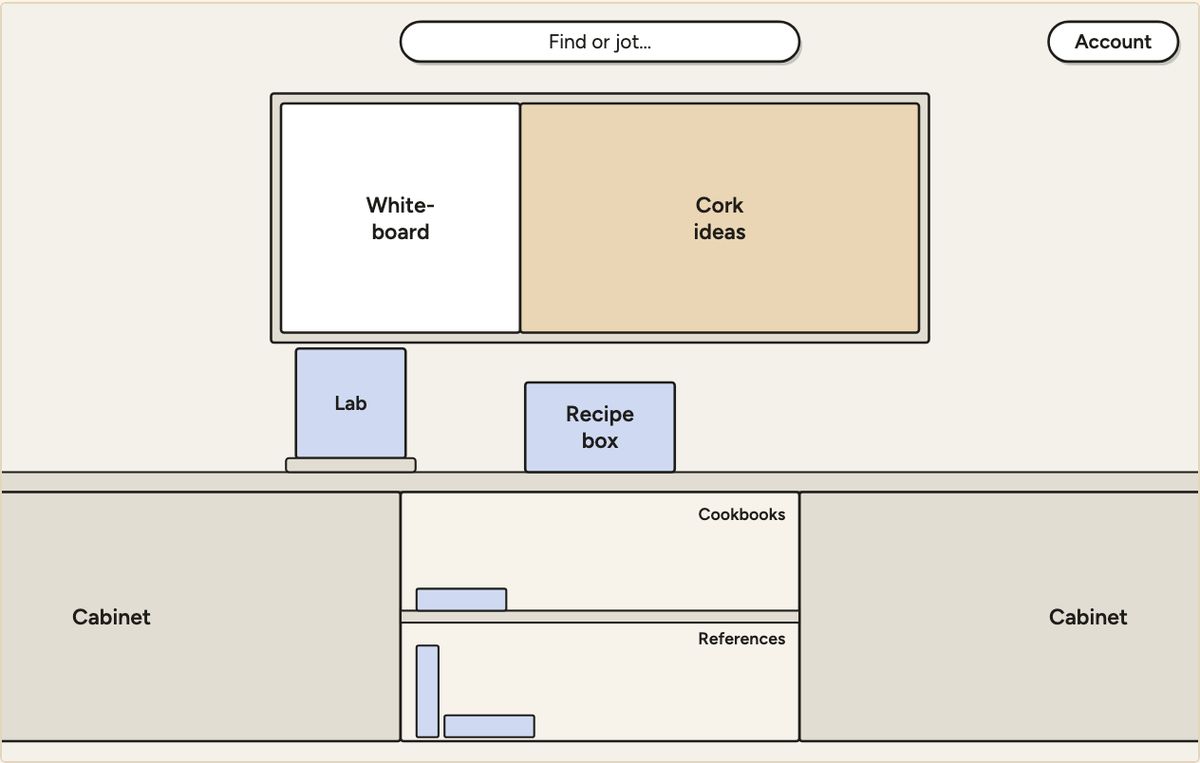 Find or jot...
Account
White-
board
Cork
ideas
Lab
Recipe
box
Cookbooks
Cabinet
Cabinet
References